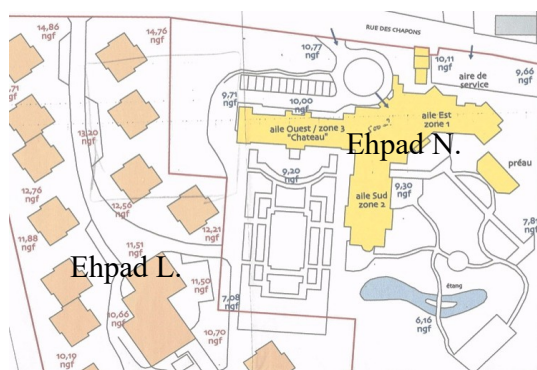 14,86
ngf
14,76
ngf
10,77
ngf
RUE DES CHAPONS
10,11
ngf
aire de
service
9,66
ngf
,71
ngf
9,71
ngf
10,00
ngf
aile Ouest / zone 3
"Chateau"
aile Est
zone 1
Ehpad N.
13,20
ngf
9,20
ngf
préau
12,76
ngf
12,56
ngf
aile Sud
zone 2
9,30
ngf
11,88
ngf
12,21
ngf
7,89
ngf
11,51
ngf
Ehpad L.
11,50
ngf
7,08
ngf
étang
10,66
ngf
6,16
ngf
10,70
ngf
10,19
ngf